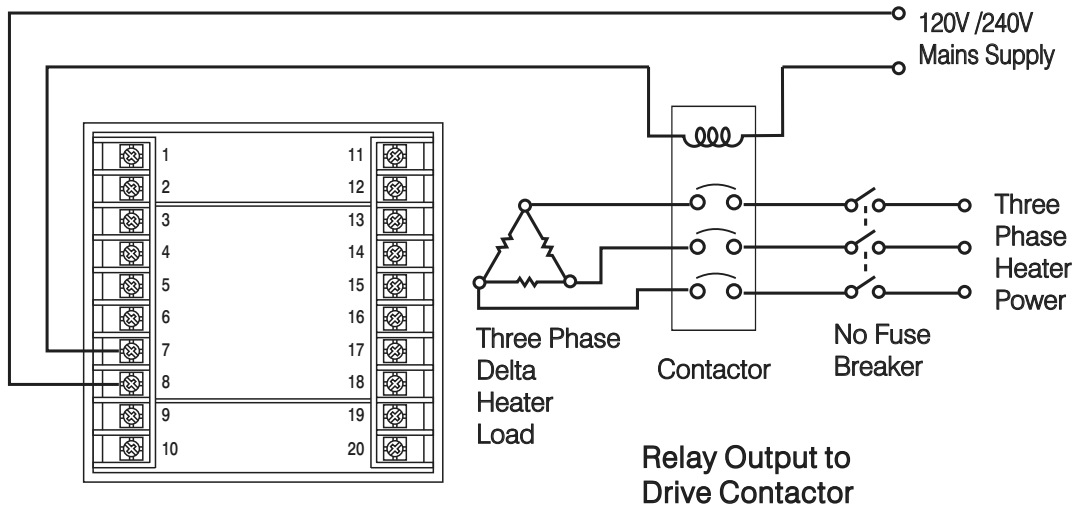 120V /240V
Mains Supply
1
2
3
4
5
6
7
8
9
10
11
12
13
14
15
16
17
18
19
20
Three
Phase
Heater
Power
Three Phase
Delta
Heater
Load
Contactor
No Fuse
Breaker
Relay Output to
Drive Contactor